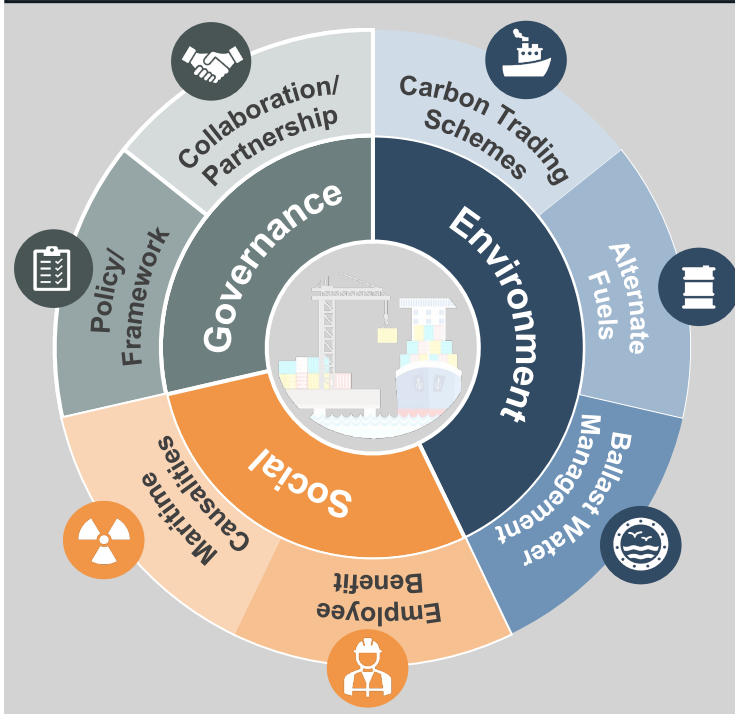 Environment
Carbon Trading
Schemes
Alternate
Fuels
Ballast Water
Management
Social
Employee
Benefit
Maritime
Causalities
Governance
Policy/
Framework
Collaboration/
Partnership